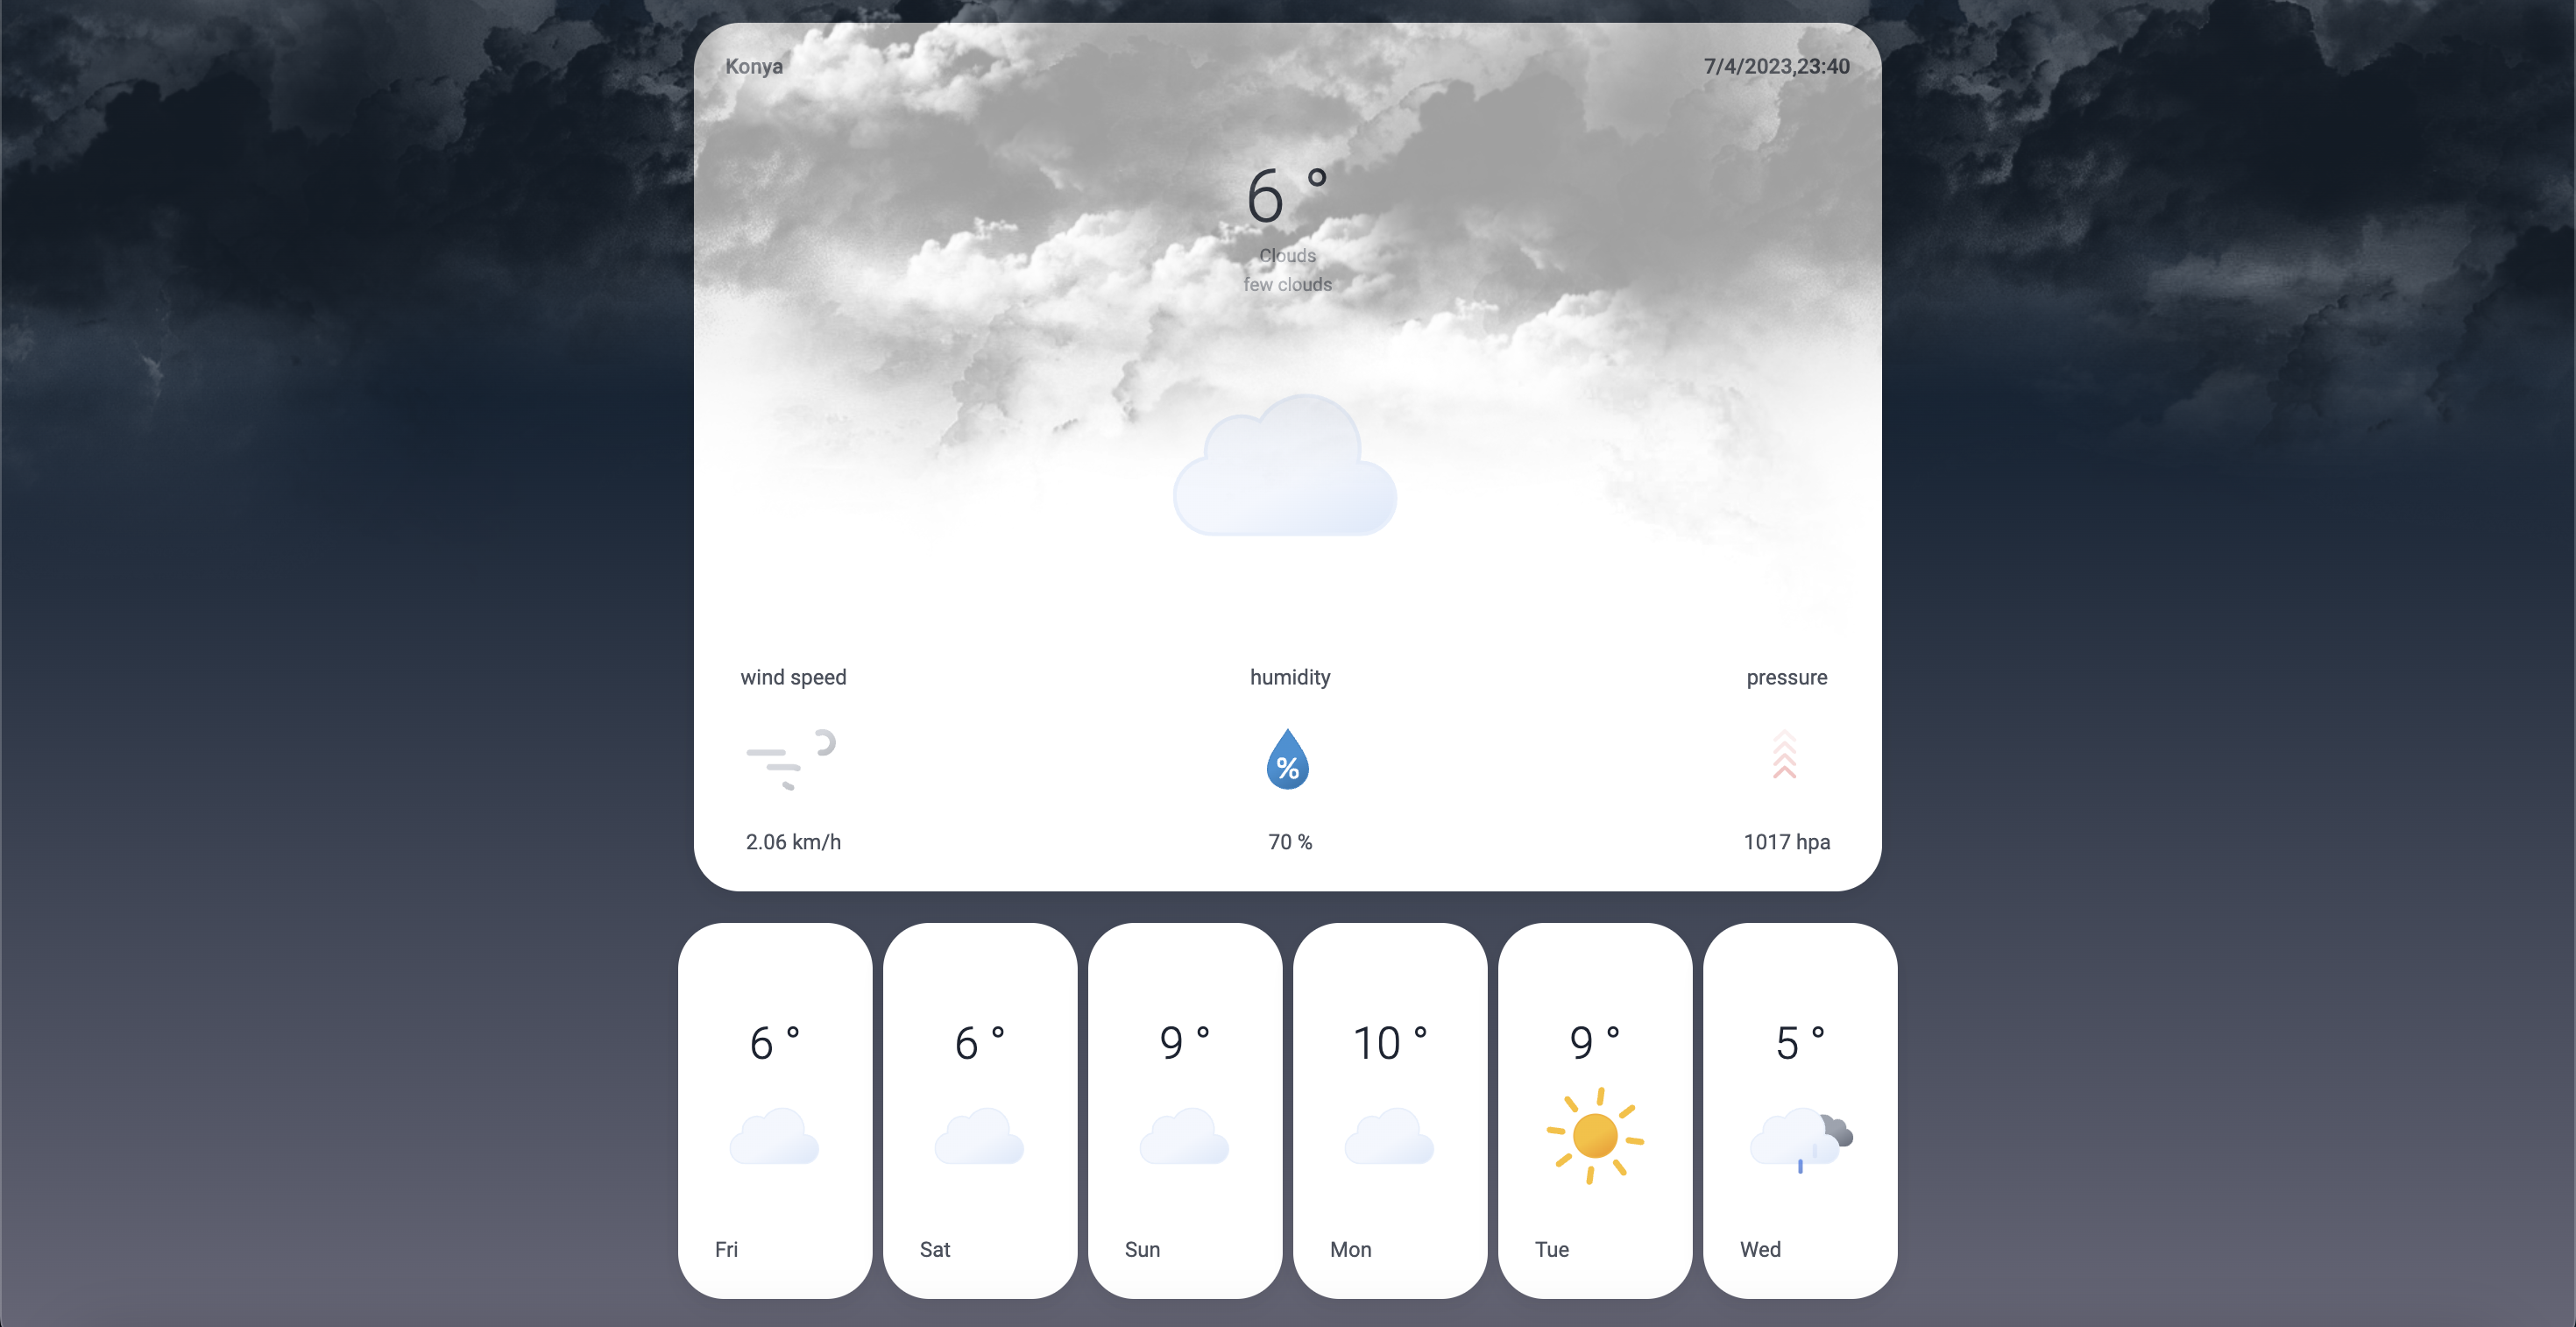 Konya
7/4/2023,23:40
6 °
Clouds
few clouds
wind speed
humidity
pressure
%
2.06 km/h
70 %
1017 hpa
6 °
6 °
9 °
10 °
9 °
5 °
Fri
Sat
Sun
Mon
Tue
Wed